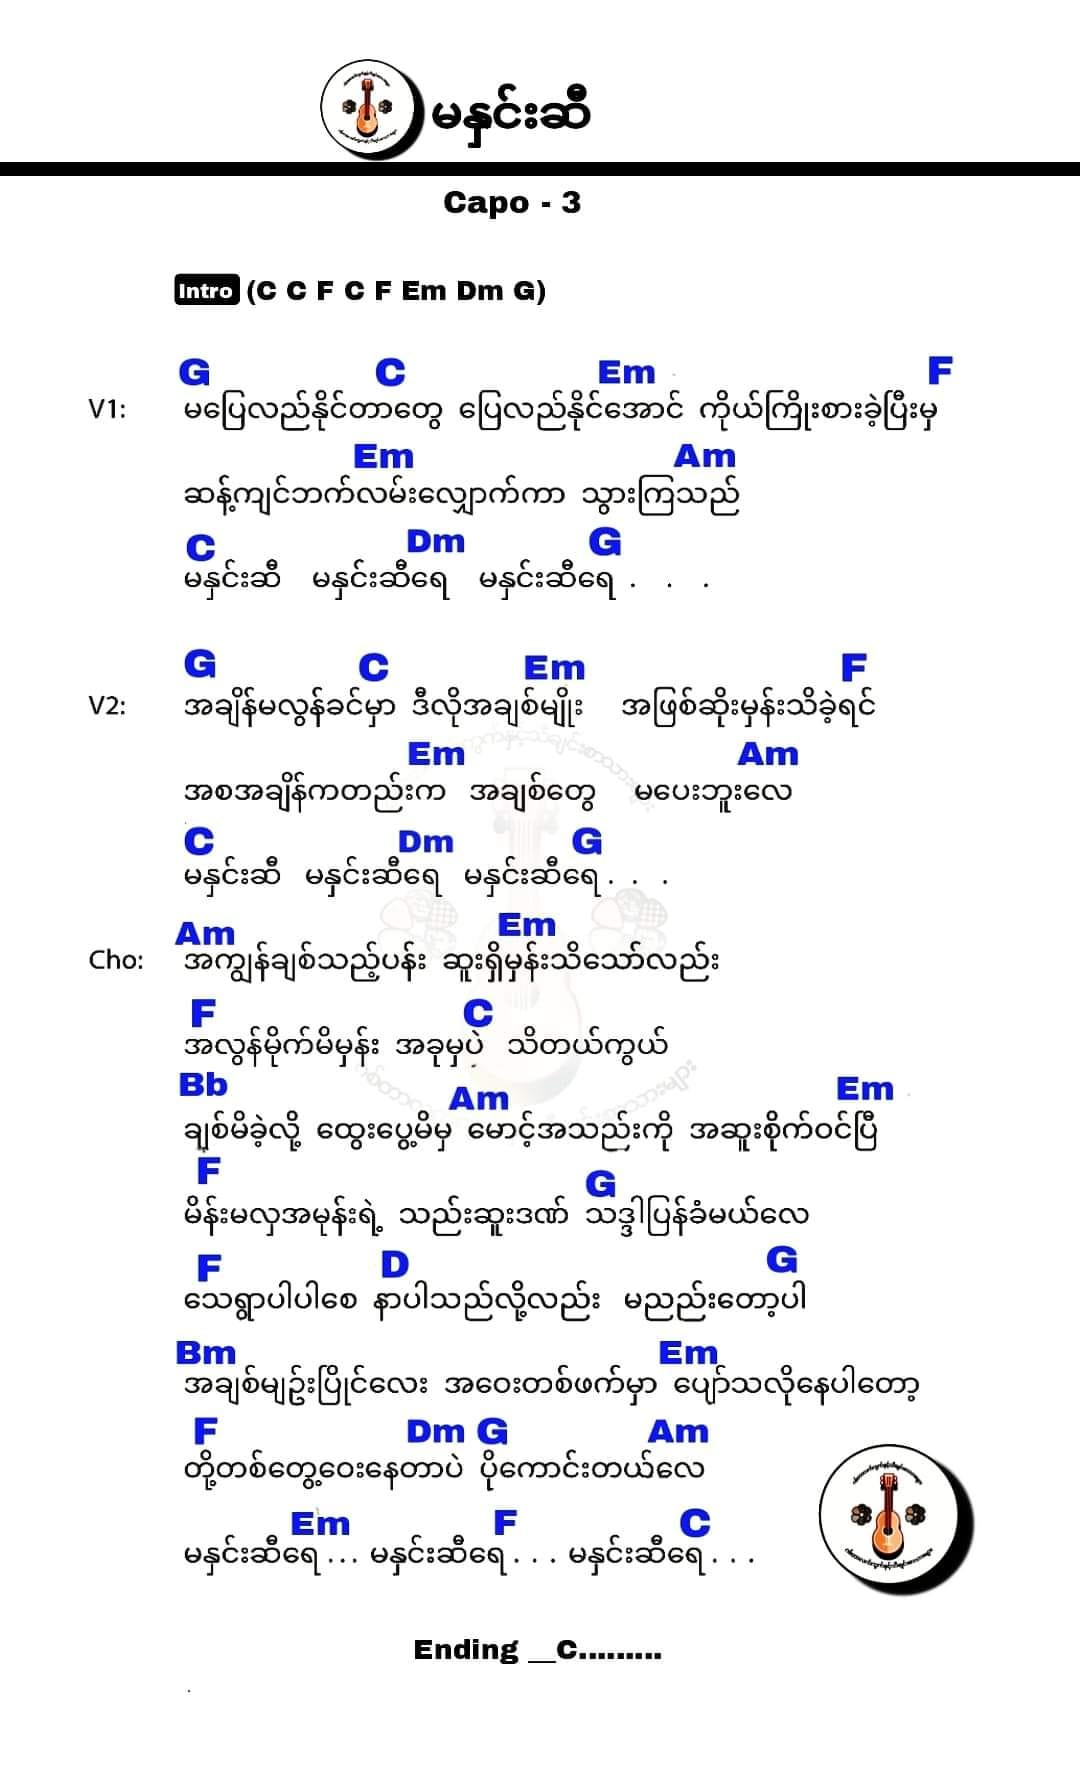 မနှင်းဆီ
Capo - 3
Intro (C C F C F Em Dm G)
G C Em F
V1: မပြေလည်နိုင်တာတွေ ပြေလည်နိုင်အောင် ကိုယ်ကြိုးစားခဲ့ပြီးမှ
Em Am
ဆန့်ကျင်ဘက်လမ်းလျှောက်ကာ သွားကြသည်
C Dm G
မနှင်းဆီ မနှင်းဆီရေ မနှင်းဆီရေ . . .
G C Em F
V2: အချိန်မလွန်ခင်မှာ ဒီလိုအချစ်မျိုး အဖြစ်ဆိုးမှန်းသိခဲ့ရင်
Em Am
အစအချိန်ကတည်းက အချစ်တွေ မပေးဘူးလေ
C Dm G
မနှင်းဆီ မနှင်းဆီရေ မနှင်းဆီရေ . . .
Am Em
Cho: အကျွန်ချစ်သည့်ပန်း ဆူးရှိမှန်းသိသော်လည်း
F C
အလွန်မိုက်မိမှန်း အခုမှပဲ သိတယ်ကွယ်
Bb Am Em
ချစ်မိခဲ့လို့ ထွေးပွေ့မိမှ မောင့်အသည်းကို အဆူးစိုက်ဝင်ပြီ
F G
မိန်းမလှအမုန်းရဲ့ သည်းဆူးဒဏ် သဒ္ဒါပြန်ခံမယ်လေ
F D G
သေရွာပါပါစေ နာပါသည်လို့လည်း မညည်းတော့ပါ
Bm Em
အချစ်မျဉ်းပြိုင်လေး အဝေးတစ်ဖက်မှာ ပျော်သလိုနေပါတော့
F Dm G Am
တို့တစ်တွေ့ဝေးနေတာပဲ ပိုကောင်းတယ်လေ
Em F C
မနှင်းဆီရေ . . . မနှင်းဆီရေ . . . မနှင်းဆီရေ . . .
Ending __C.........